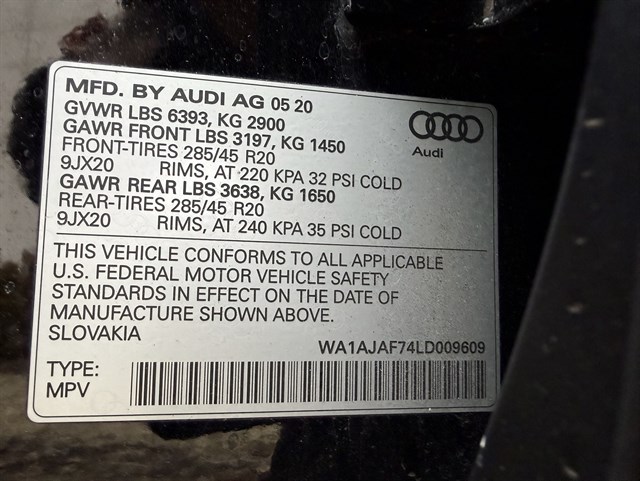 MFD. BY AUDI AG 05 20
GVWR LBS 6393, KG 2900
GAWR FRONT LBS 3197, KG 1450
FRONT-TIRES 285/45 R20
9JX20 RIMS, AT 220 KPA 32 PSI COLD
GAWR REAR LBS 3638, KG 1650
REAR-TIRES 285/45 R20
9JX20 RIMS, AT 240 KPA 35 PSI COLD
Audi
THIS VEHICLE CONFORMS TO ALL APPLICABLE
U.S. FEDERAL MOTOR VEHICLE SAFETY
STANDARDS IN EFFECT ON THE DATE OF
MANUFACTURE SHOWN ABOVE.
SLOVAKIA
WA1AJAF74LD009609
TYPE:
MPV